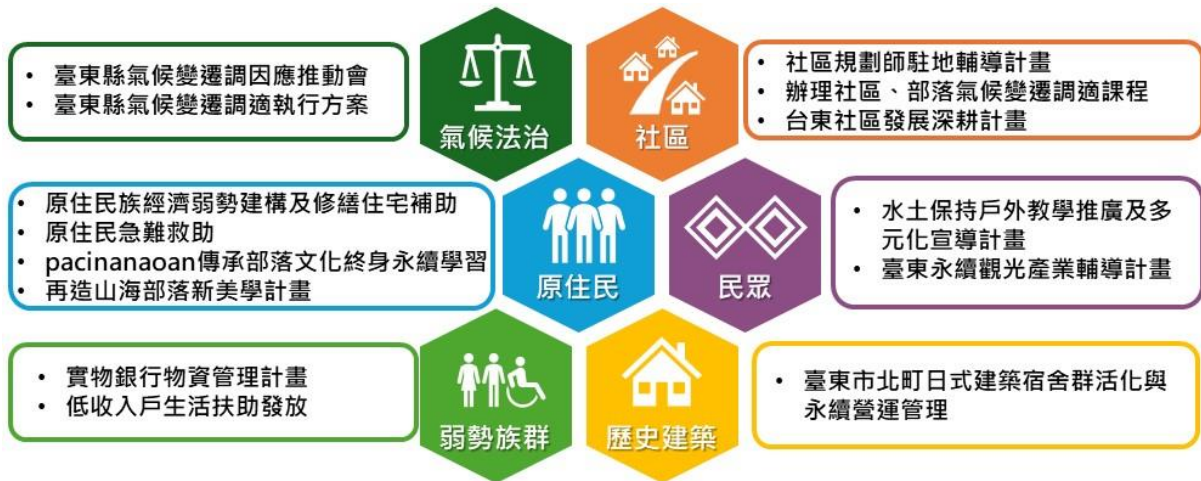 • 臺東縣氣候變遷調因應推動會
• 臺東縣氣候變遷調適執行方案
氣候法治
社區
• 社區規劃師駐地輔導計畫
• 辦理社區、部落氣候變遷調適課程
• 台東社區發展深耕計畫
• 原住民族經濟弱勢建構及修繕住宅補助
• 原住民急難救助
• pacinanaoan傳承部落文化終身永續學習
• 再造山海部落新美學計畫
原住民
民眾
• 水土保持戶外教學推廣及多
元化宣導計畫
• 臺東永續觀光產業輔導計畫
• 實物銀行物資管理計畫
• 低收入戶生活扶助發放
弱勢族群
歷史建築
• 臺東市北町日式建築宿舍群活化與
永續營運管理